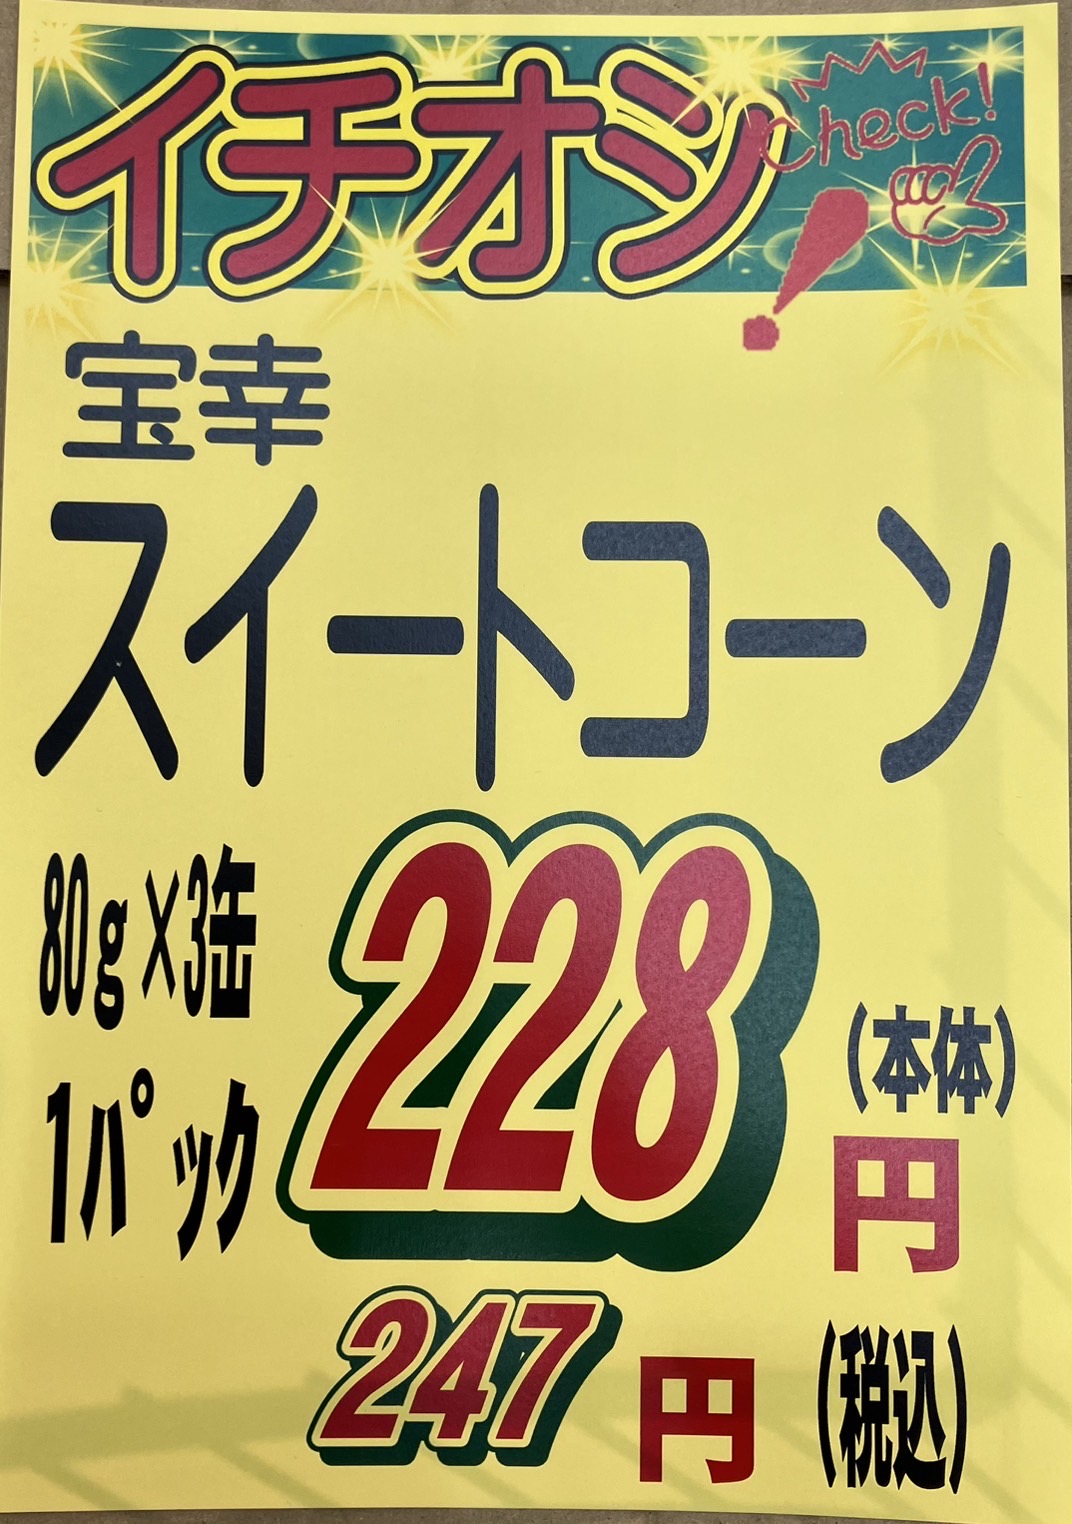 イチオシ
Check!
!
宝幸
スイートコーン
80g×3缶
1パック
228
(本体)
円
247円(税込)